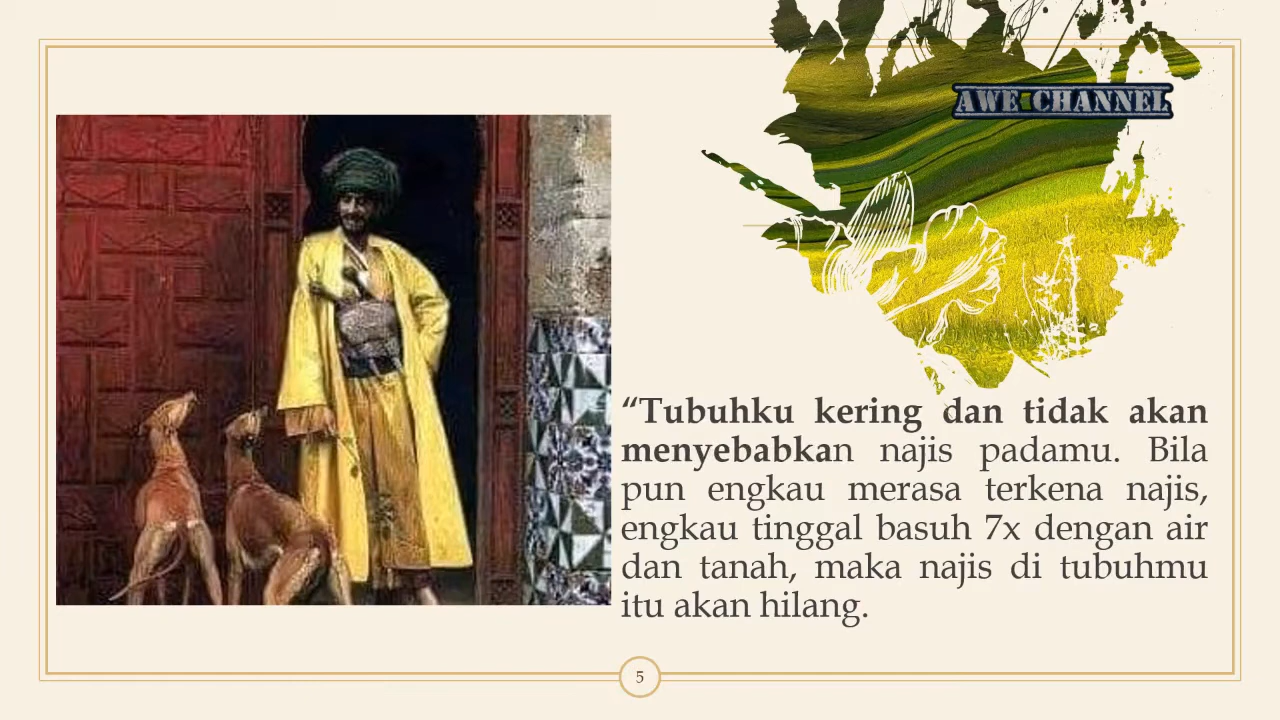 AWE CHANNEL
“Tubuhku kering dan tidak akan
menyebabkan najis padamu. Bila
pun engkau merasa terkena najis,
engkau tinggal basuh 7x dengan air
dan tanah, maka najis di tubuhmu
itu akan hilang.
5